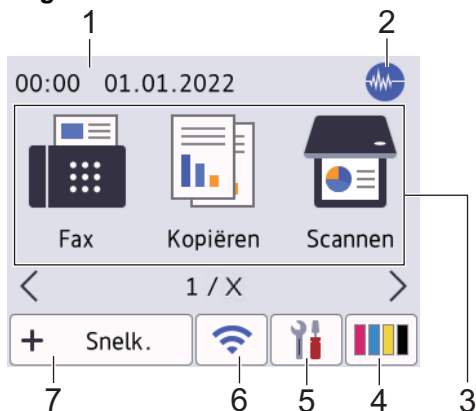 1
2
00:00 01.01.2022
Fax
Kopiëren
Scannen
1 / X
+ Snelk.
7
6
5
4
3